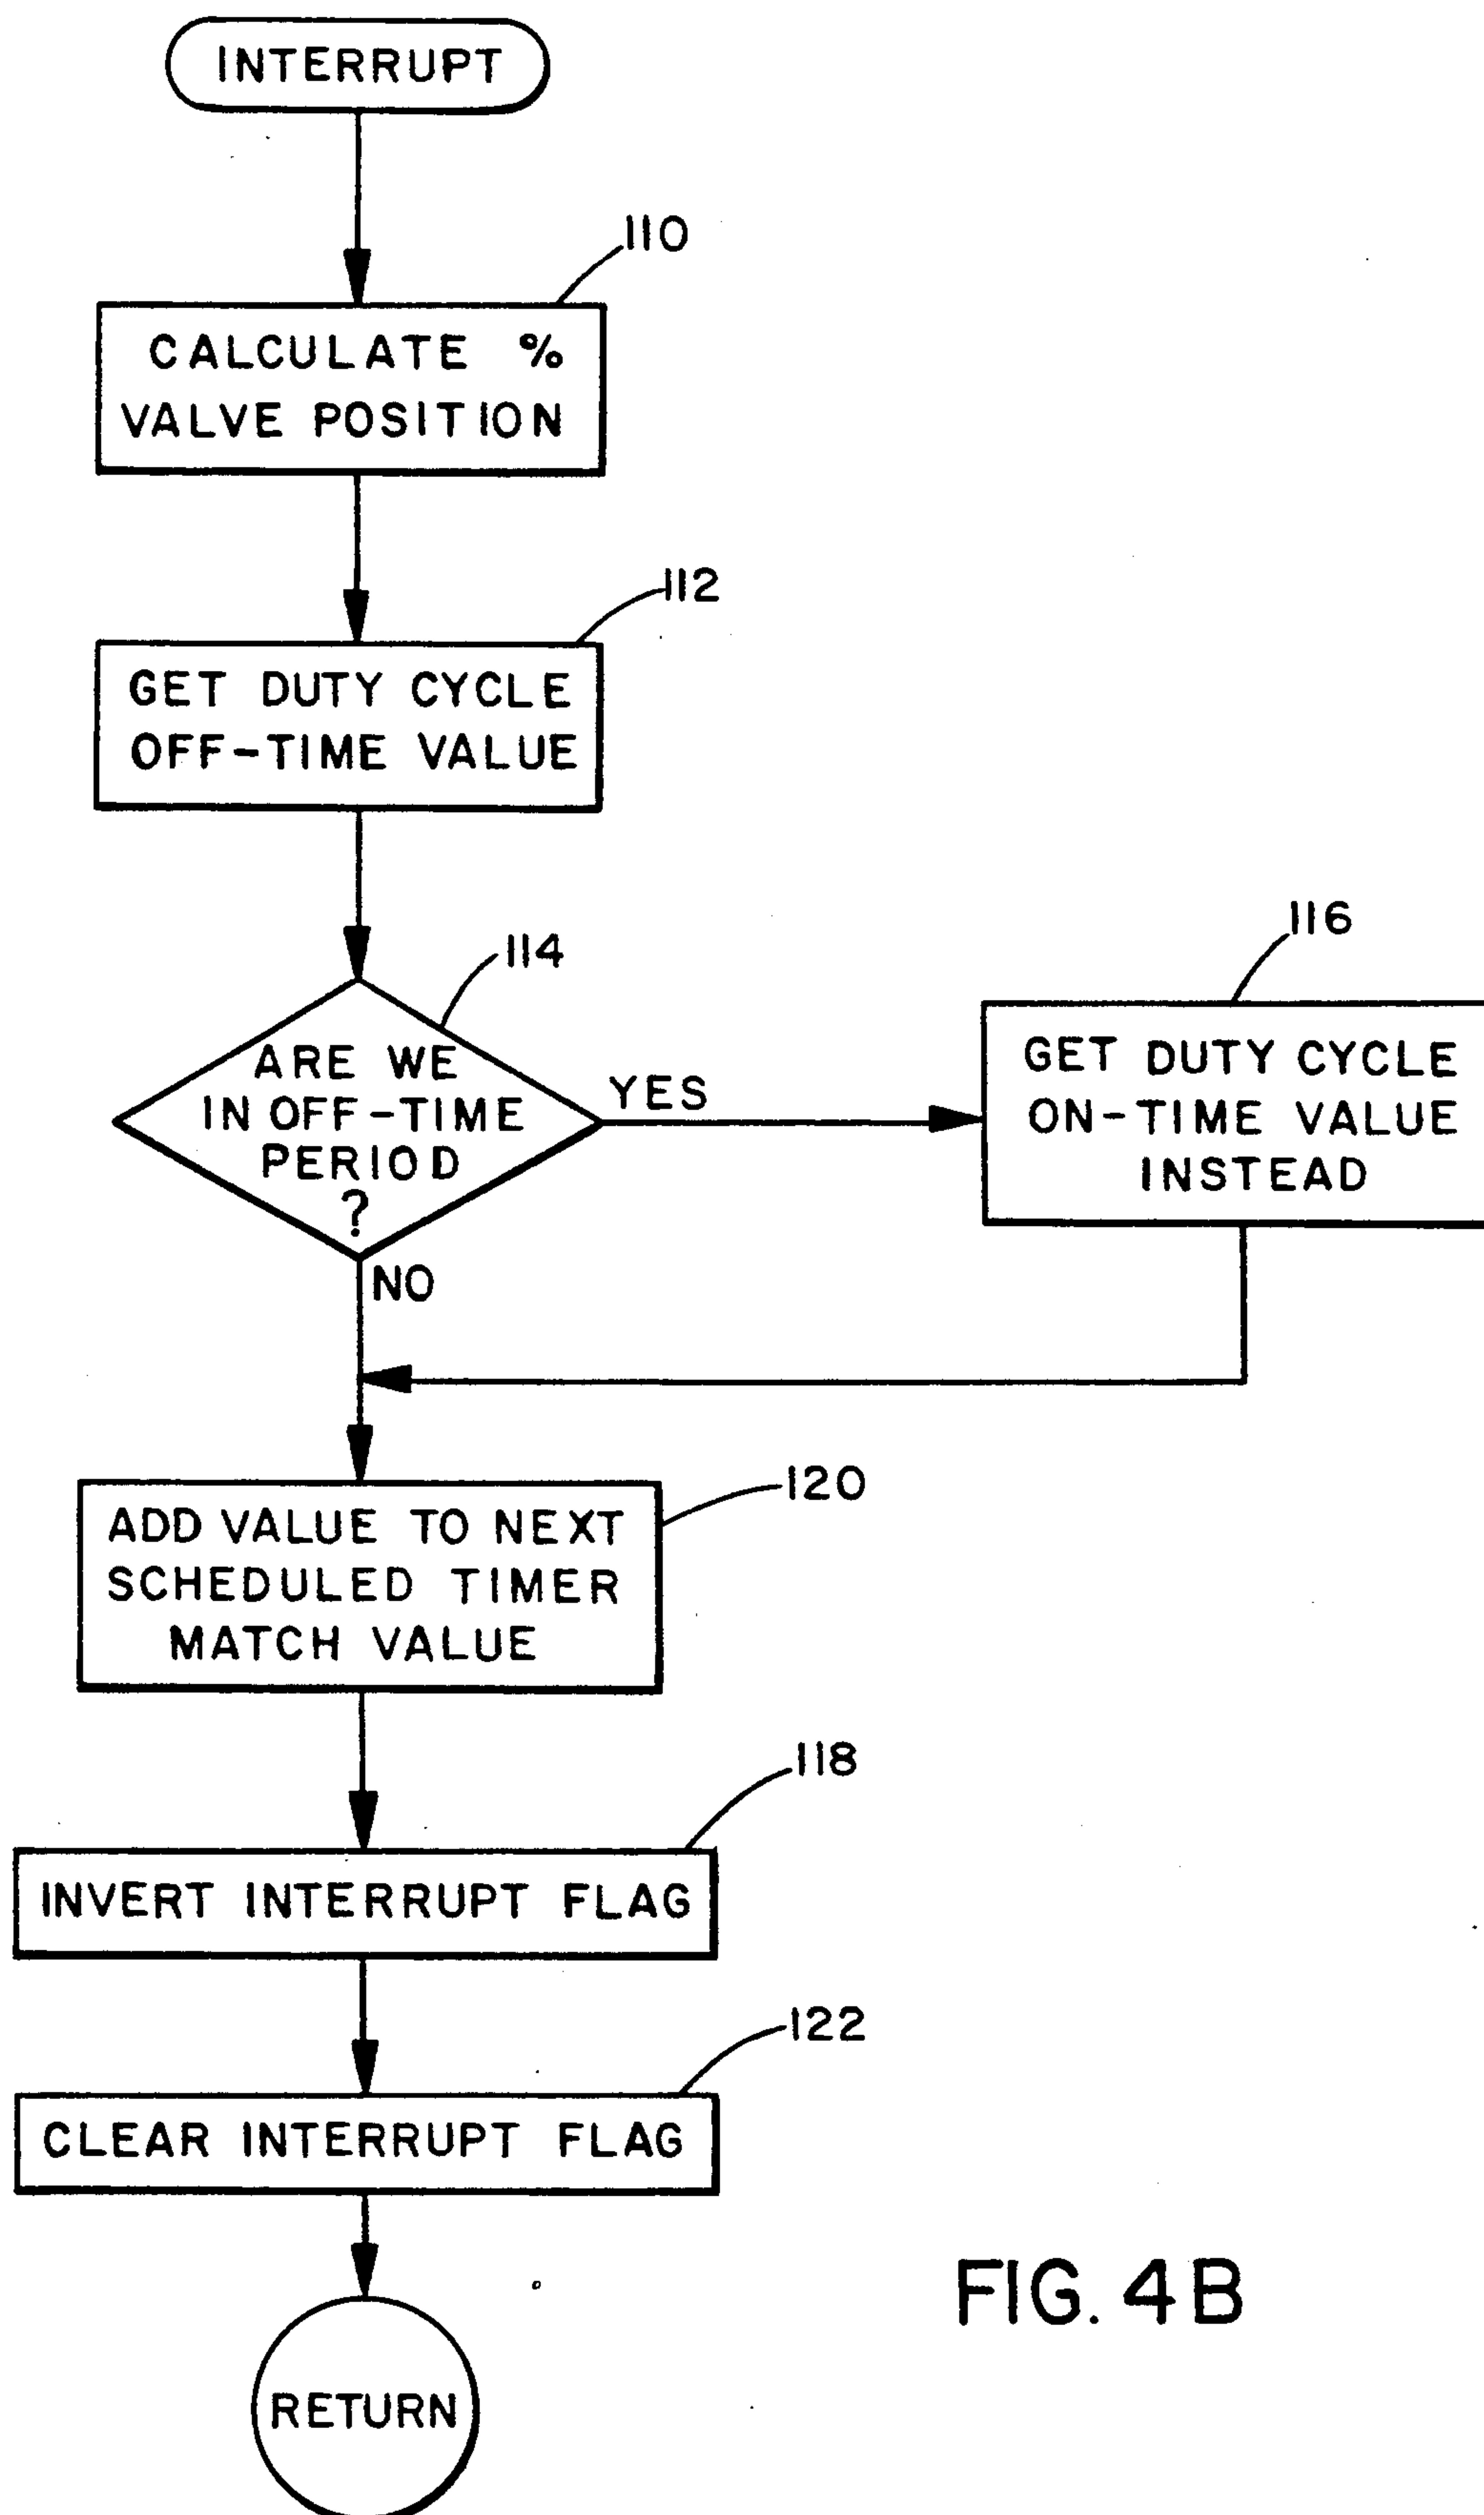 INTERRUPT
110
CALCULATE %
VALVE POSITION
112
GET DUTY CYCLE
OFF-TIME VALUE
114
ARE WE
IN OFF-TIME
PERIOD
?
YES
116
GET DUTY CYCLE
ON-TIME VALUE
INSTEAD
NO
120
ADD VALUE TO NEXT
SCHEDULED TIMER
MATCH VALUE
118
INVERT INTERRUPT FLAG
122
CLEAR INTERRUPT FLAG
RETURN
FIG. 4B